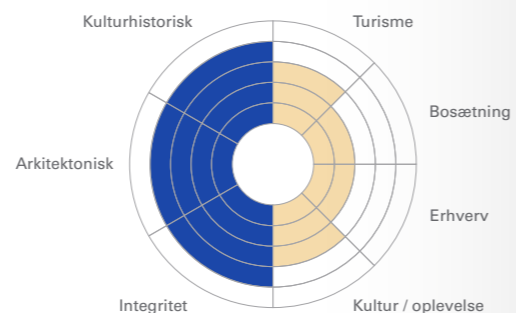 Kulturhistorisk
Turisme
Bosætning
Arkitektonisk
Erhverv
Integritet
Kultur / oplevelse